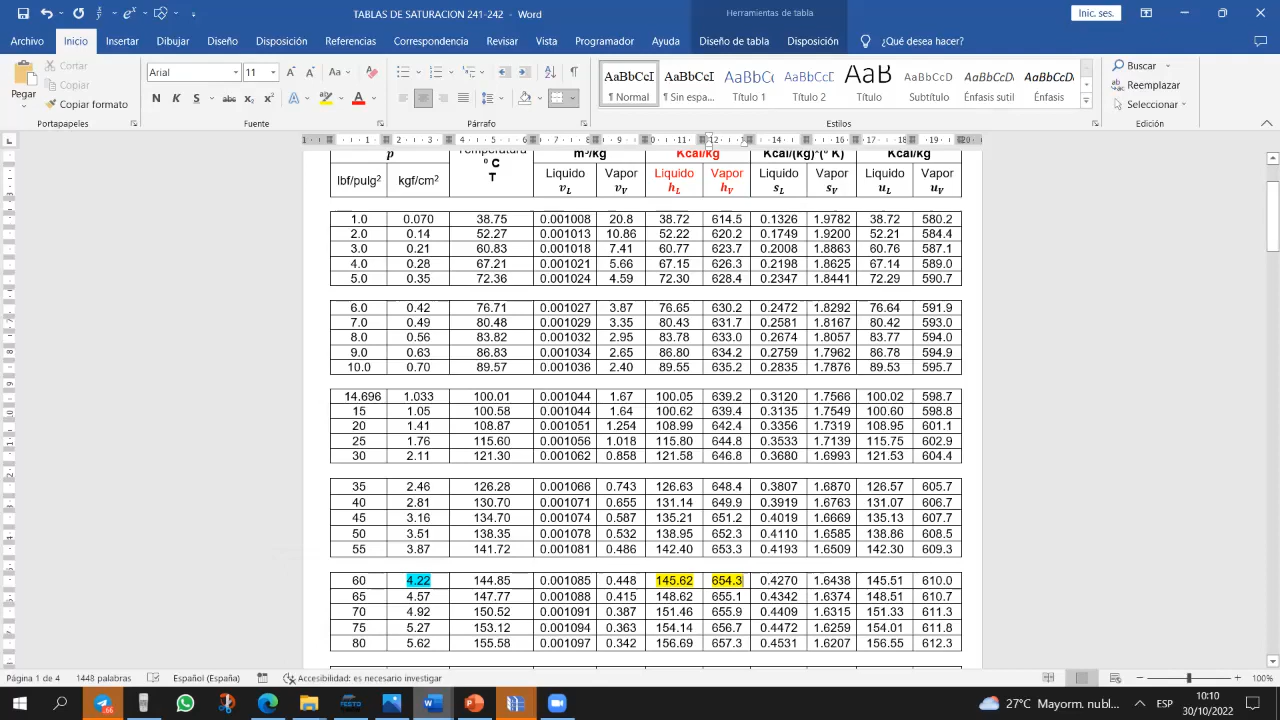 TABLAS DE SATURACION 241-242 - Word
Herramientas de tabla
Inic. ses.
Archivo Inicio Insertar Dibujar Diseño Disposición Referencias Correspondencia Revisar Vista Programador Ayuda Diseño de tabla Disposición ¿Qué desea hacer?
Pegar
Cortar
Copiar
Copiar formato
Portapapeles
Arial 11
N K S
Fuente
Párrafo
AaBbCcD AaBbCcD AaBbCc AaBbCcD AaB AaBbCcD AaBbCcD AaBbCcD
¶ Normal ¶ Sin espa... Título 1 Título 2 Título Subtítulo Énfasis sutil Énfasis
Estilos
Buscar
Reemplazar
Seleccionar
Edición
p Temperatura m³/kg Kcal/kg Kcal/(kg)*(° K) Kcal/kg
° C
lbf/pulg² kgf/cm² T Liquido Vapor Liquido Vapor Liquido Vapor Liquido Vapor
vL vV hL hV sL sV uL uV
1.0 0.070 38.75 0.001008 20.8 38.72 614.5 0.1326 1.9782 38.72 580.2
2.0 0.14 52.27 0.001013 10.86 52.22 620.2 0.1749 1.9200 52.21 584.4
3.0 0.21 60.83 0.001018 7.41 60.77 623.7 0.2008 1.8863 60.76 587.1
4.0 0.28 67.21 0.001021 5.66 67.15 626.3 0.2198 1.8625 67.14 589.0
5.0 0.35 72.36 0.001024 4.59 72.30 628.4 0.2347 1.8441 72.29 590.7
6.0 0.42 76.71 0.001027 3.87 76.65 630.2 0.2472 1.8292 76.64 591.9
7.0 0.49 80.48 0.001029 3.35 80.43 631.7 0.2581 1.8167 80.42 593.0
8.0 0.56 83.82 0.001032 2.95 83.78 633.0 0.2674 1.8057 83.77 594.0
9.0 0.63 86.83 0.001034 2.65 86.80 634.2 0.2759 1.7962 86.78 594.9
10.0 0.70 89.57 0.001036 2.40 89.55 635.2 0.2835 1.7876 89.53 595.7
14.696 1.033 100.01 0.001044 1.67 100.05 639.2 0.3120 1.7566 100.02 598.7
15 1.05 100.58 0.001044 1.64 100.62 639.4 0.3135 1.7549 100.60 598.8
20 1.41 108.87 0.001051 1.254 108.99 642.4 0.3356 1.7319 108.95 601.1
25 1.76 115.60 0.001056 1.018 115.80 644.8 0.3533 1.7139 115.75 602.9
30 2.11 121.30 0.001062 0.858 121.58 646.8 0.3680 1.6993 121.53 604.4
35 2.46 126.28 0.001066 0.743 126.63 648.4 0.3807 1.6870 126.57 605.7
40 2.81 130.70 0.001071 0.655 131.14 649.9 0.3919 1.6763 131.07 606.7
45 3.16 134.70 0.001074 0.587 135.21 651.2 0.4019 1.6669 135.13 607.7
50 3.51 138.35 0.001078 0.532 138.95 652.3 0.4110 1.6585 138.86 608.5
55 3.87 141.72 0.001081 0.486 142.40 653.3 0.4193 1.6509 142.30 609.3
60 4.22 144.85 0.001085 0.448 145.62 654.3 0.4270 1.6438 145.51 610.0
65 4.57 147.77 0.001088 0.415 148.62 655.1 0.4342 1.6374 148.51 610.7
70 4.92 150.52 0.001091 0.387 151.46 655.9 0.4409 1.6315 151.33 611.3
75 5.27 153.12 0.001094 0.363 154.14 656.7 0.4472 1.6259 154.01 611.8
80 5.62 155.58 0.001097 0.342 156.69 657.3 0.4531 1.6207 156.55 612.3
Página 1 de 4 1448 palabras Español (España) Accesibilidad: es necesario investigar 100%
27°C Mayorm. nubl... ESP 10:10
30/10/2022